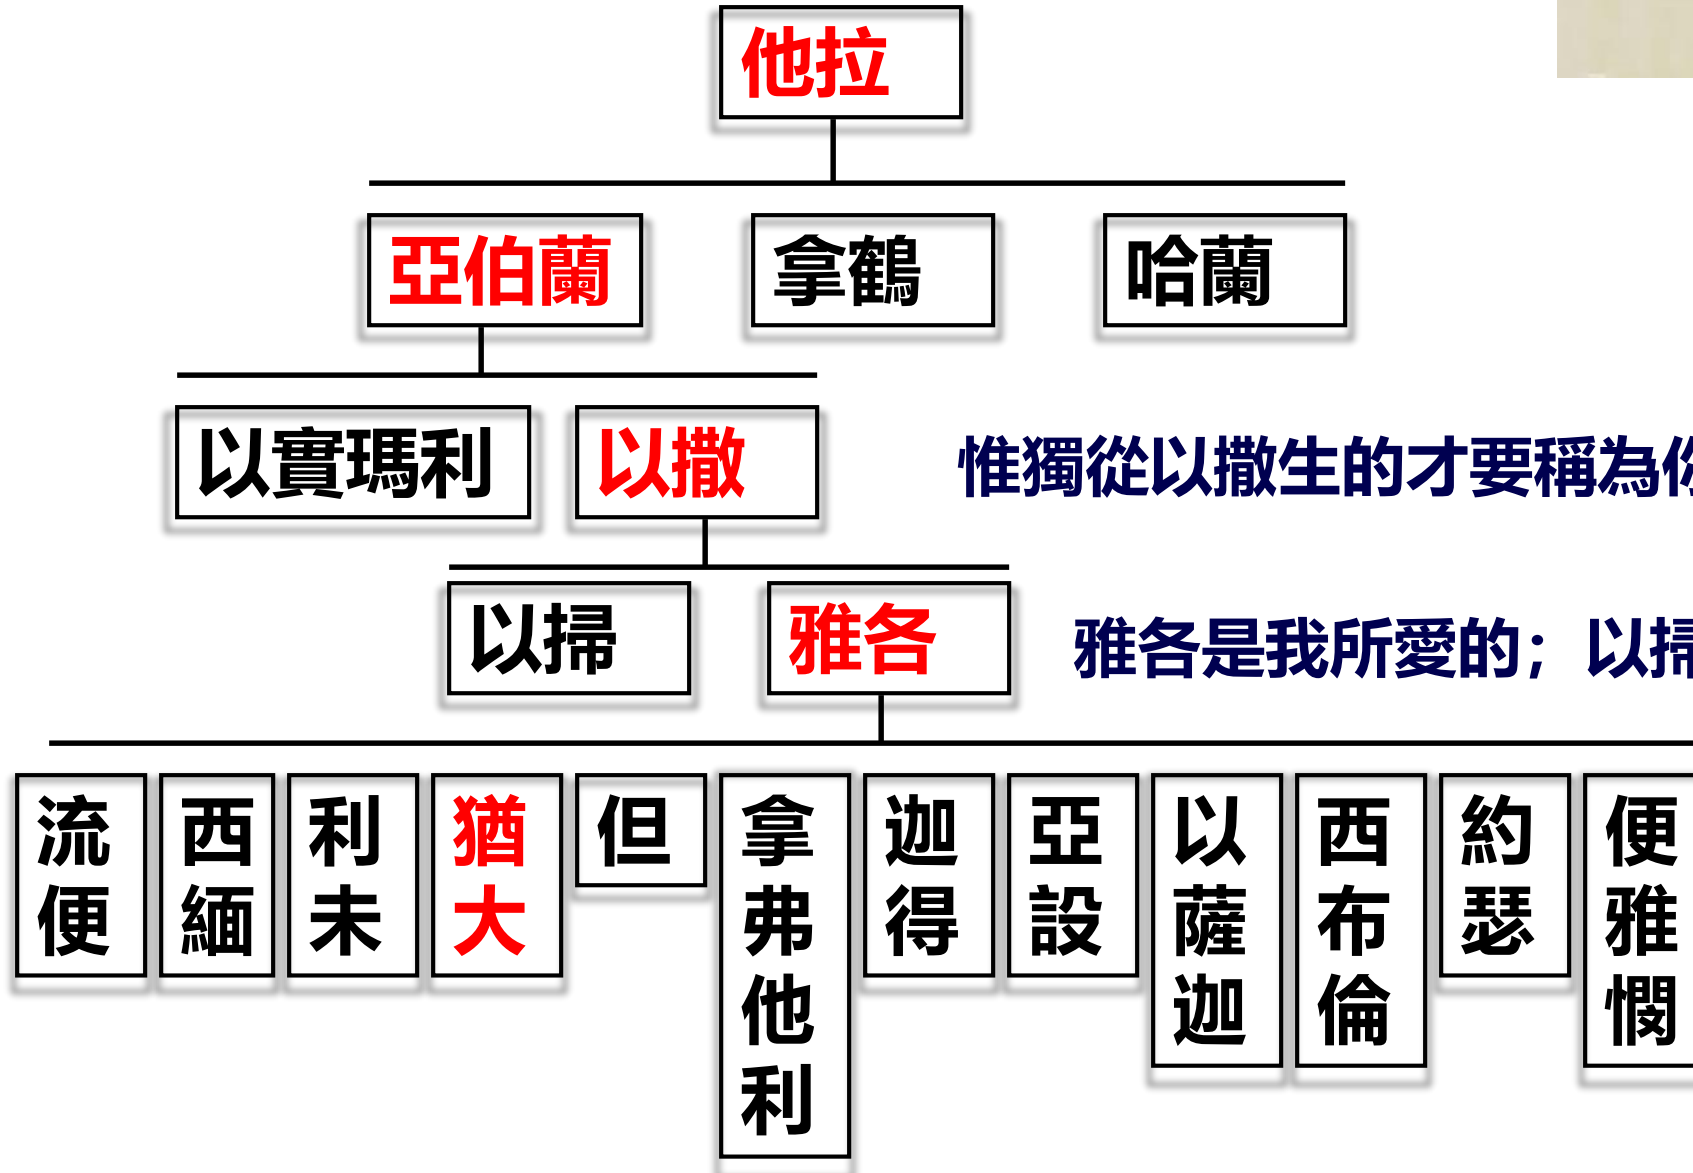 他拉
亞伯蘭
拿鶴
哈蘭
以實瑪利
以撒
惟獨從以撒生的才要稱為你
以掃
雅各
雅各是我所愛的；以掃
流便
西緬
利未
猶大
但
拿弗他利
迦得
亞設
以薩迦
西布倫
約瑟
便雅憫